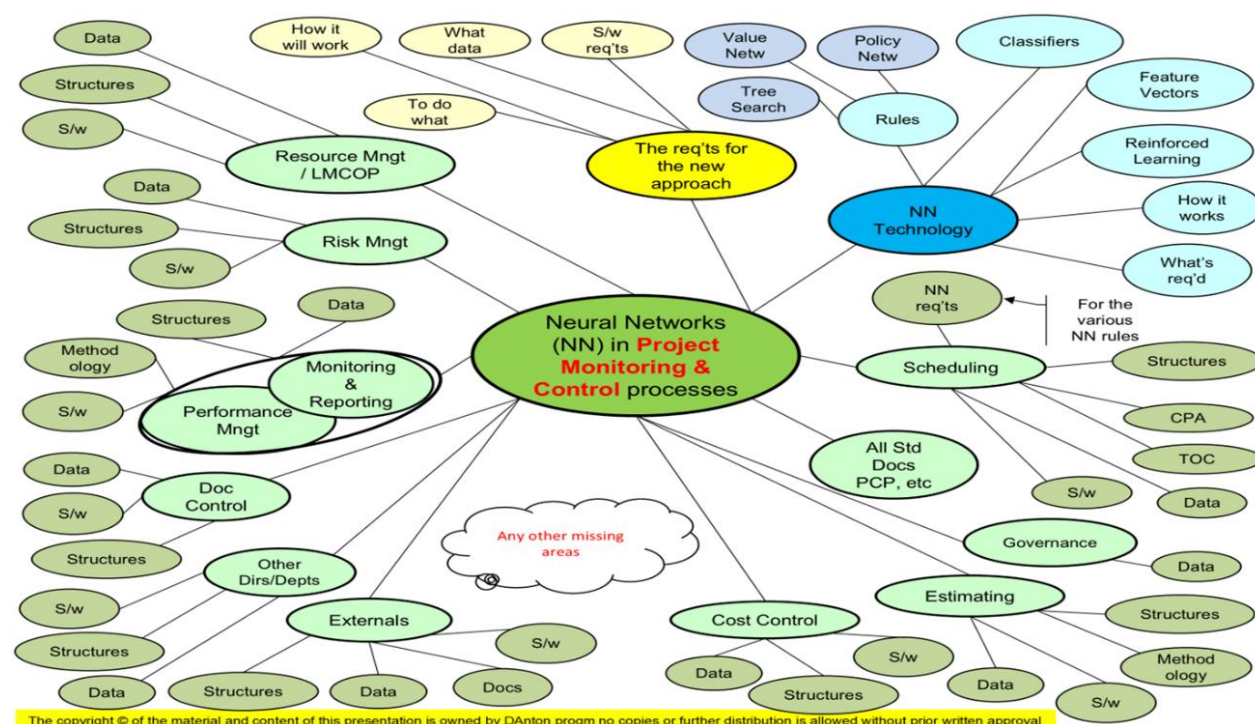 Data
How it
will work
What
data
S/w
req'ts
Value
Netw
Policy
Netw
Classifiers
Structures
Feature
Vectors
To do
what
Tree
Search
Rules
S/w
Resource Mngt
/ LMCOP
The req'ts for
the new
approach
Reinforced
Learning
Data
NN
Technology
How it
works
Structures
Risk Mngt
S/w
What's
req'd
Structures
Data
NN
req'ts
For the
various
NN rules
Neural Networks
(NN) in Project
Monitoring &
Control processes
Method
ology
Monitoring
&
Reporting
Scheduling
Structures
S/w
Performance
Mngt
CPA
Data
All Std
Docs
PCP, etc
TOC
S/w
Doc
Control
S/w
Data
Structures
Any other missing
areas
Governance
Other
Dirs/Depts
Data
S/w
Externals
Cost Control
Estimating
Structures
Structures
S/w
S/w
Method
ology
Data
Structures
Data
Docs
Data
Structures
Data
S/w
The copyright © of the material and content of this presentation is owned by DAnton progm no copies or further distribution is allowed without prior written approval